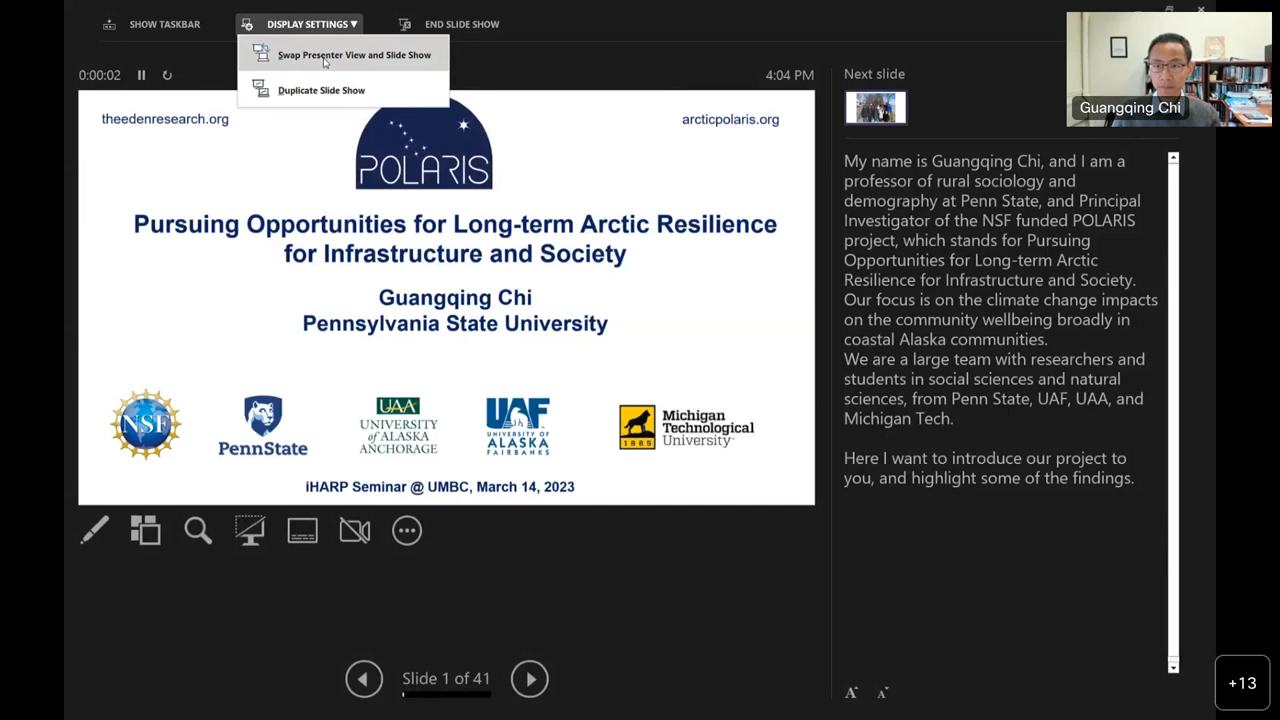 SHOW TASKBAR
DISPLAY SETTINGS ▼
END SLIDE SHOW
Swap Presenter View and Slide Show
Duplicate Slide Show
0:00:02
4:04 PM
theedenresearch.org
arcticpolaris.org
POLARIS
Pursuing Opportunities for Long-term Arctic Resilience
for Infrastructure and Society
Guangqing Chi
Pennsylvania State University
NSF
PennState
UAA
UNIVERSITY
of ALASKA
ANCHORAGE
UAF
UNIVERSITY OF
ALASKA
FAIRBANKS
1885
Michigan
Technological
University
iHARP Seminar @ UMBC, March 14, 2023
Slide 1 of 41
Next slide
Guangqing Chi
My name is Guangqing Chi, and I am a
professor of rural sociology and
demography at Penn State, and Principal
Investigator of the NSF funded POLARIS
project, which stands for Pursuing
Opportunities for Long-term Arctic
Resilience for Infrastructure and Society.
Our focus is on the climate change impacts
on the community wellbeing broadly in
coastal Alaska communities.
We are a large team with researchers and
students in social sciences and natural
sciences, from Penn State, UAF, UAA, and
Michigan Tech.
Here I want to introduce our project to
you, and highlight some of the findings.
A A
+13